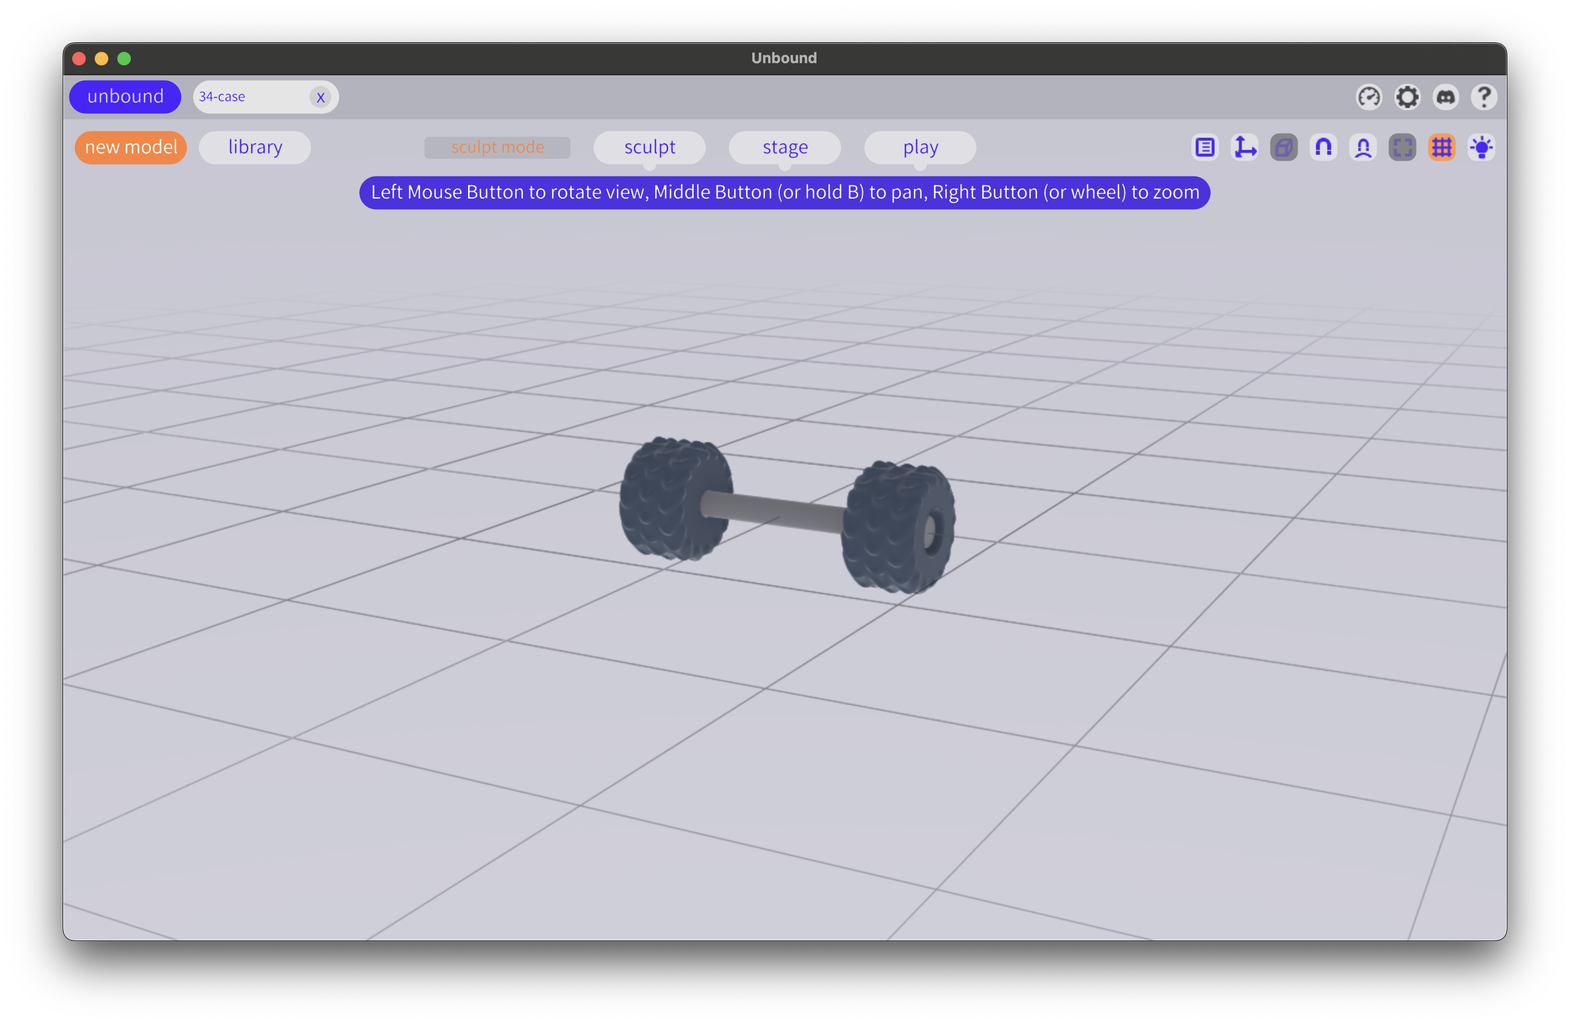 Unbound
unbound
34-case
X
new model
library
sculpt mode
sculpt
stage
play
Left Mouse Button to rotate view, Middle Button (or hold B) to pan, Right Button (or wheel) to zoom
?